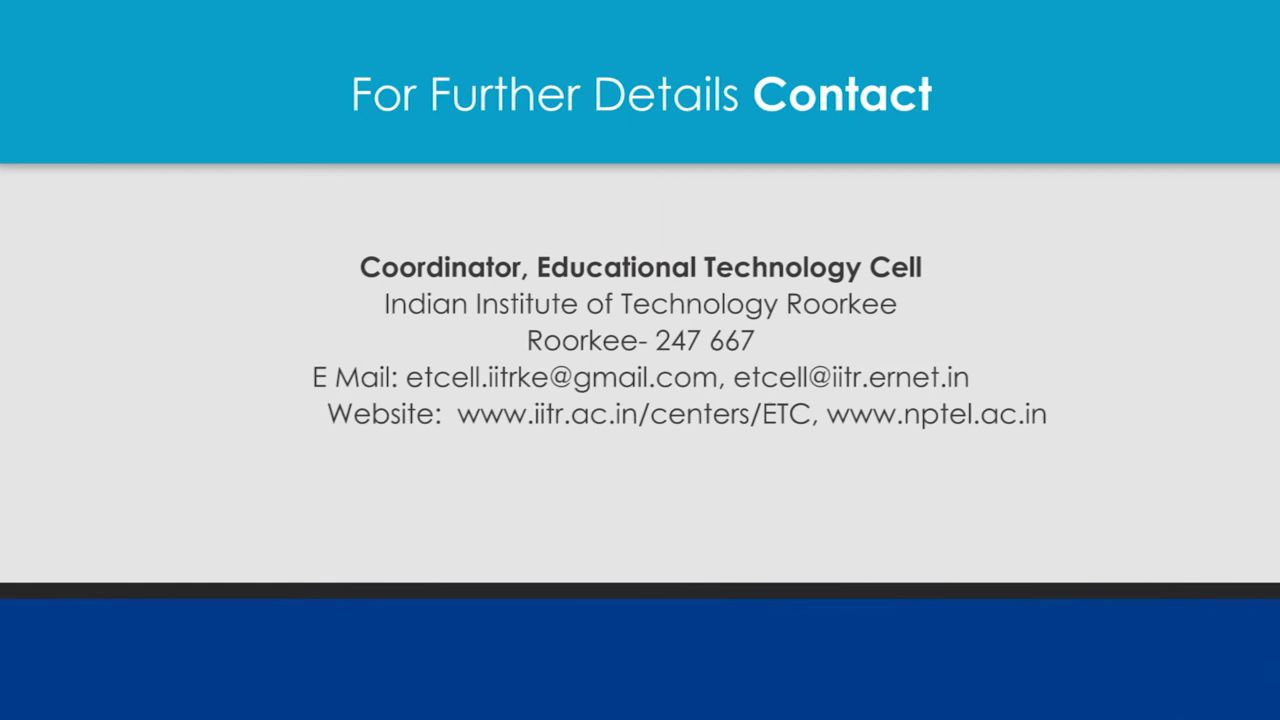 For Further Details Contact
Coordinator, Educational Technology Cell
Indian Institute of Technology Roorkee
Roorkee- 247 667
E Mail: etcell.iitrke@gmail.com, etcell@iitr.ernet.in
Website: www.iitr.ac.in/centers/ETC, www.nptel.ac.in